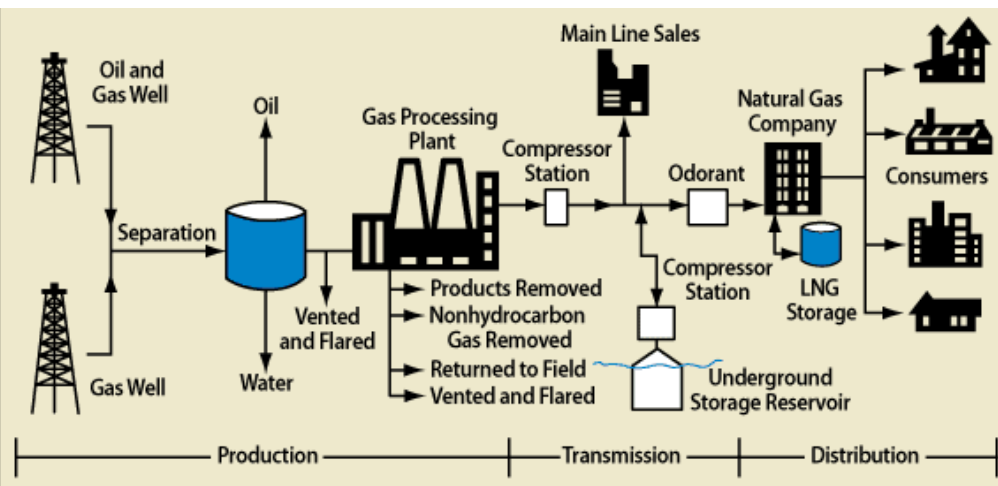 Main Line Sales
Oil and
Gas Well
Oil
Gas Processing
Plant
Natural Gas
Company
Compressor
Station
Odorant
Consumers
Separation
Compressor
Station
LNG
Storage
Products Removed
Nonhydrocarbon
Gas Removed
Vented
and Flared
Returned to Field
Vented and Flared
Water
Gas Well
Underground
Storage Reservoir
Production
Transmission
Distribution